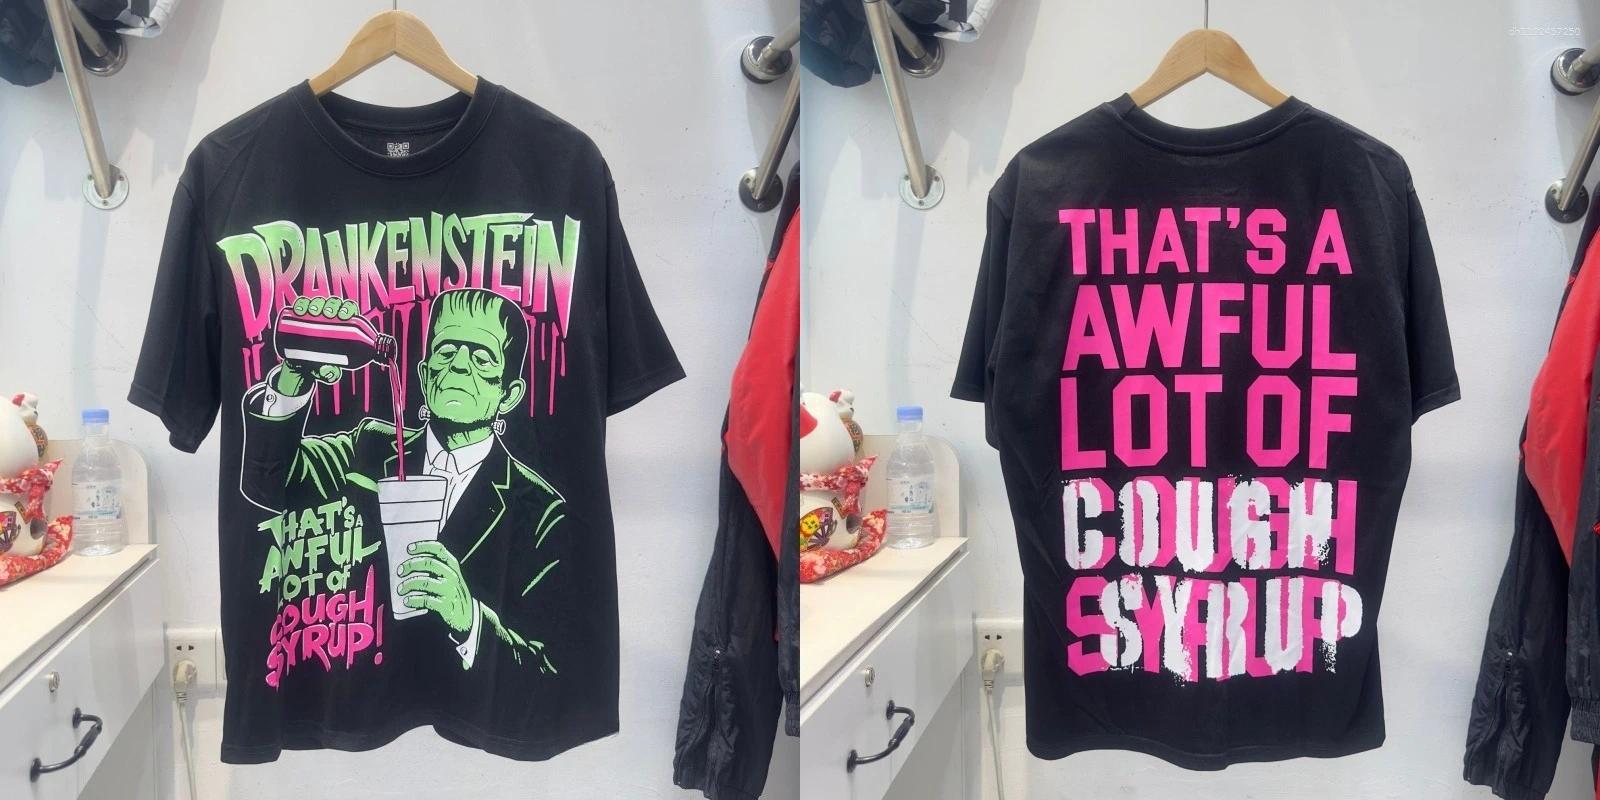 DRANKENSTEIN
THAT'S A
AWFUL
LOT OF
COUGH
SYRUP!
THAT'S A
AWFUL
LOT OF
COUGH
SYRUP